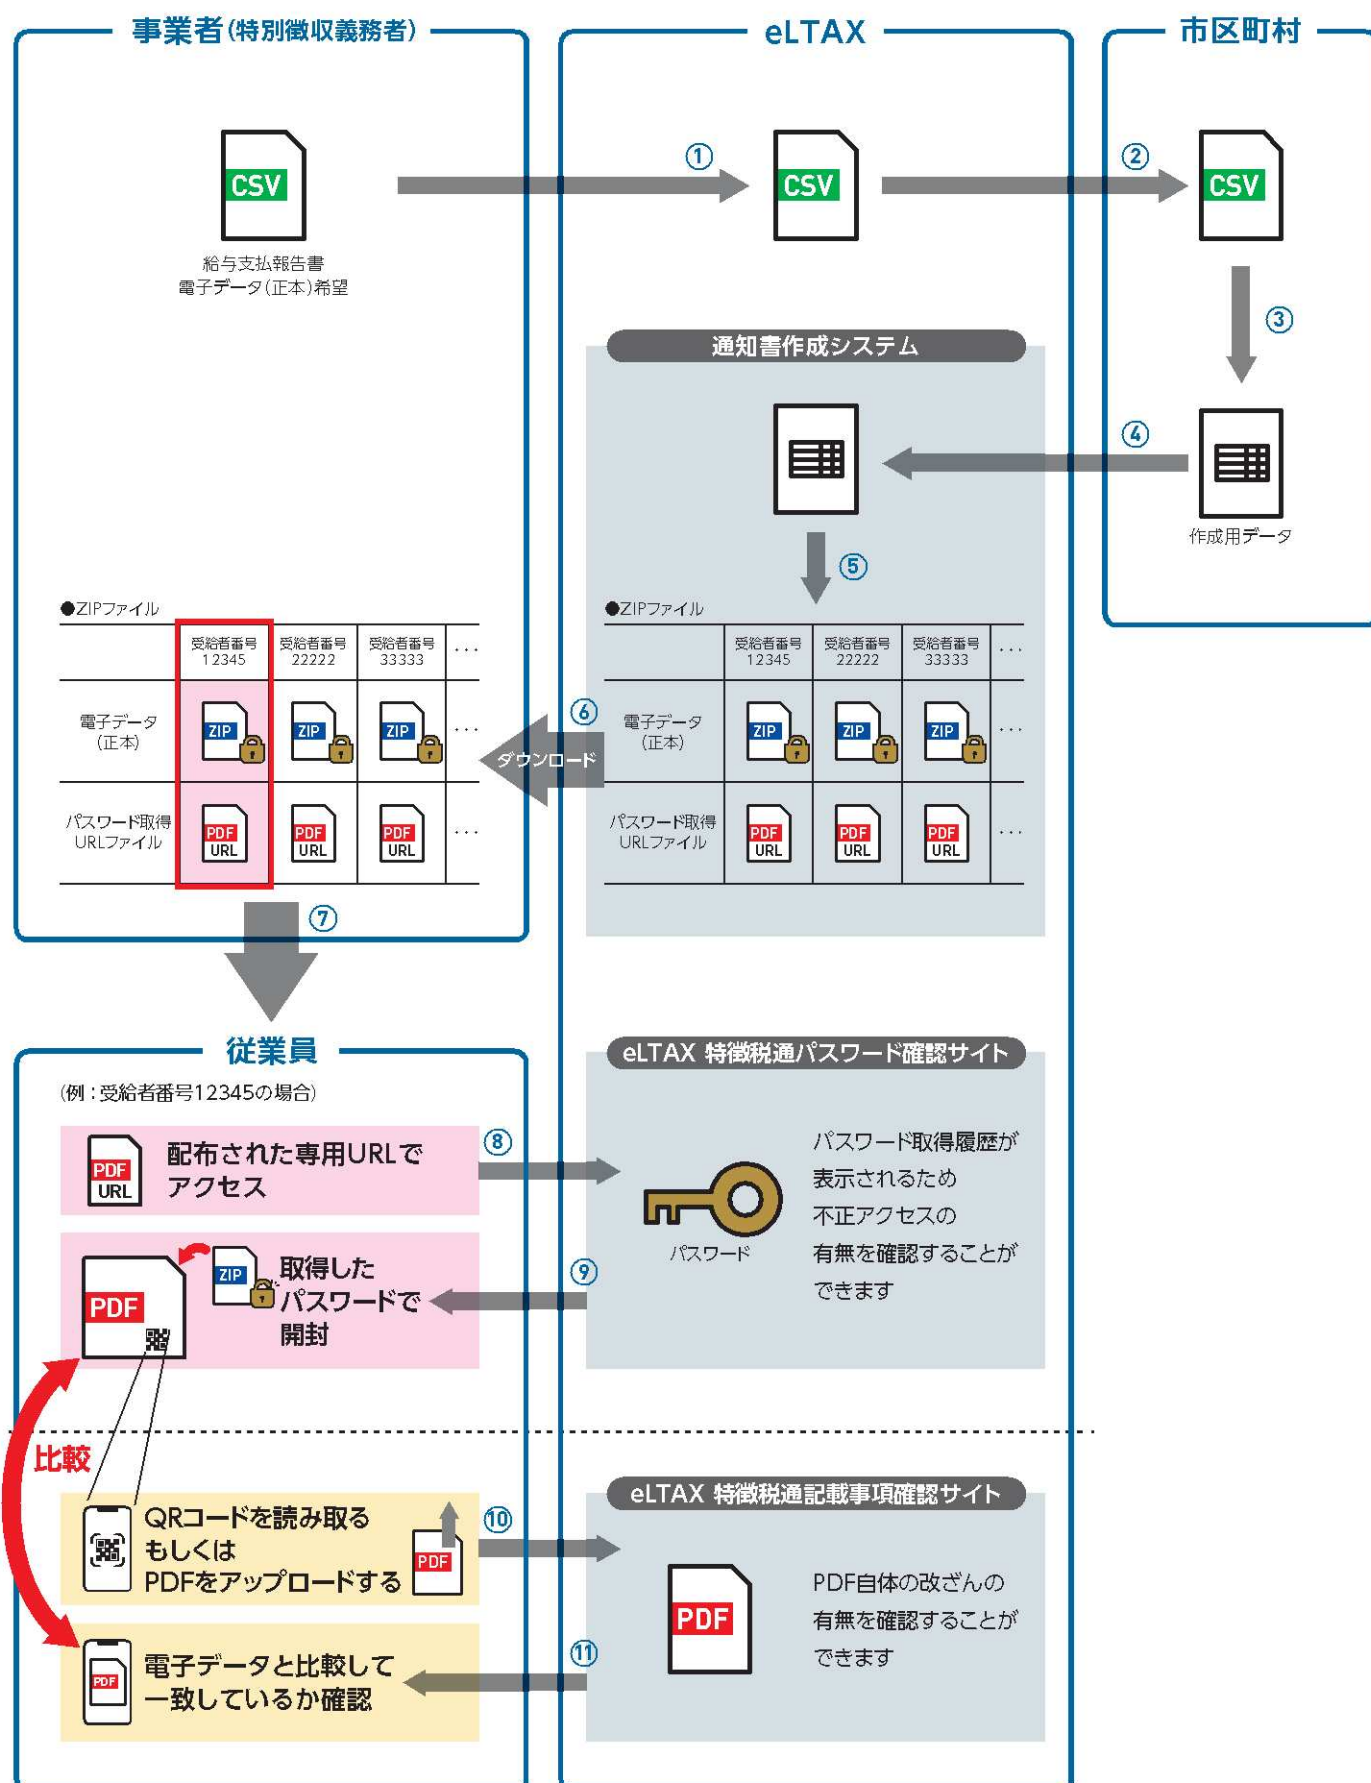 事業者(特別徴収義務者)
eLTAX
市区町村
CSV
①
CSV
②
CSV
給与支払報告書
電子データ(正本)希望
③
通知書作成システム
④
作成用データ
⑤
●ZIPファイル
受給者番号
12345
受給者番号
22222
受給者番号
33333
･･･
電子データ
(正本)
ZIP
ZIP
ZIP
･･･
パスワード取得
URLファイル
PDF
URL
PDF
URL
PDF
URL
･･･
⑥
ダウンロード
●ZIPファイル
受給者番号
12345
受給者番号
22222
受給者番号
33333
･･･
電子データ
(正本)
ZIP
ZIP
ZIP
･･･
パスワード取得
URLファイル
PDF
URL
PDF
URL
PDF
URL
･･･
⑦
従業員
(例：受給者番号12345の場合)
PDF
URL
配布された専用URLで
アクセス
⑧
eLTAX 特徴税通パスワード確認サイト
パスワード
パスワード取得履歴が
表示されるため
不正アクセスの
有無を確認することが
できます
PDF
ZIP
取得した
パスワードで
開封
⑨
比較
QRコードを読み取る
もしくは
PDFをアップロードする
PDF
⑩
eLTAX 特徴税通記載事項確認サイト
PDF
PDF自体の改ざんの
有無を確認することが
できます
PDF
電子データと比較して
一致しているか確認
⑪